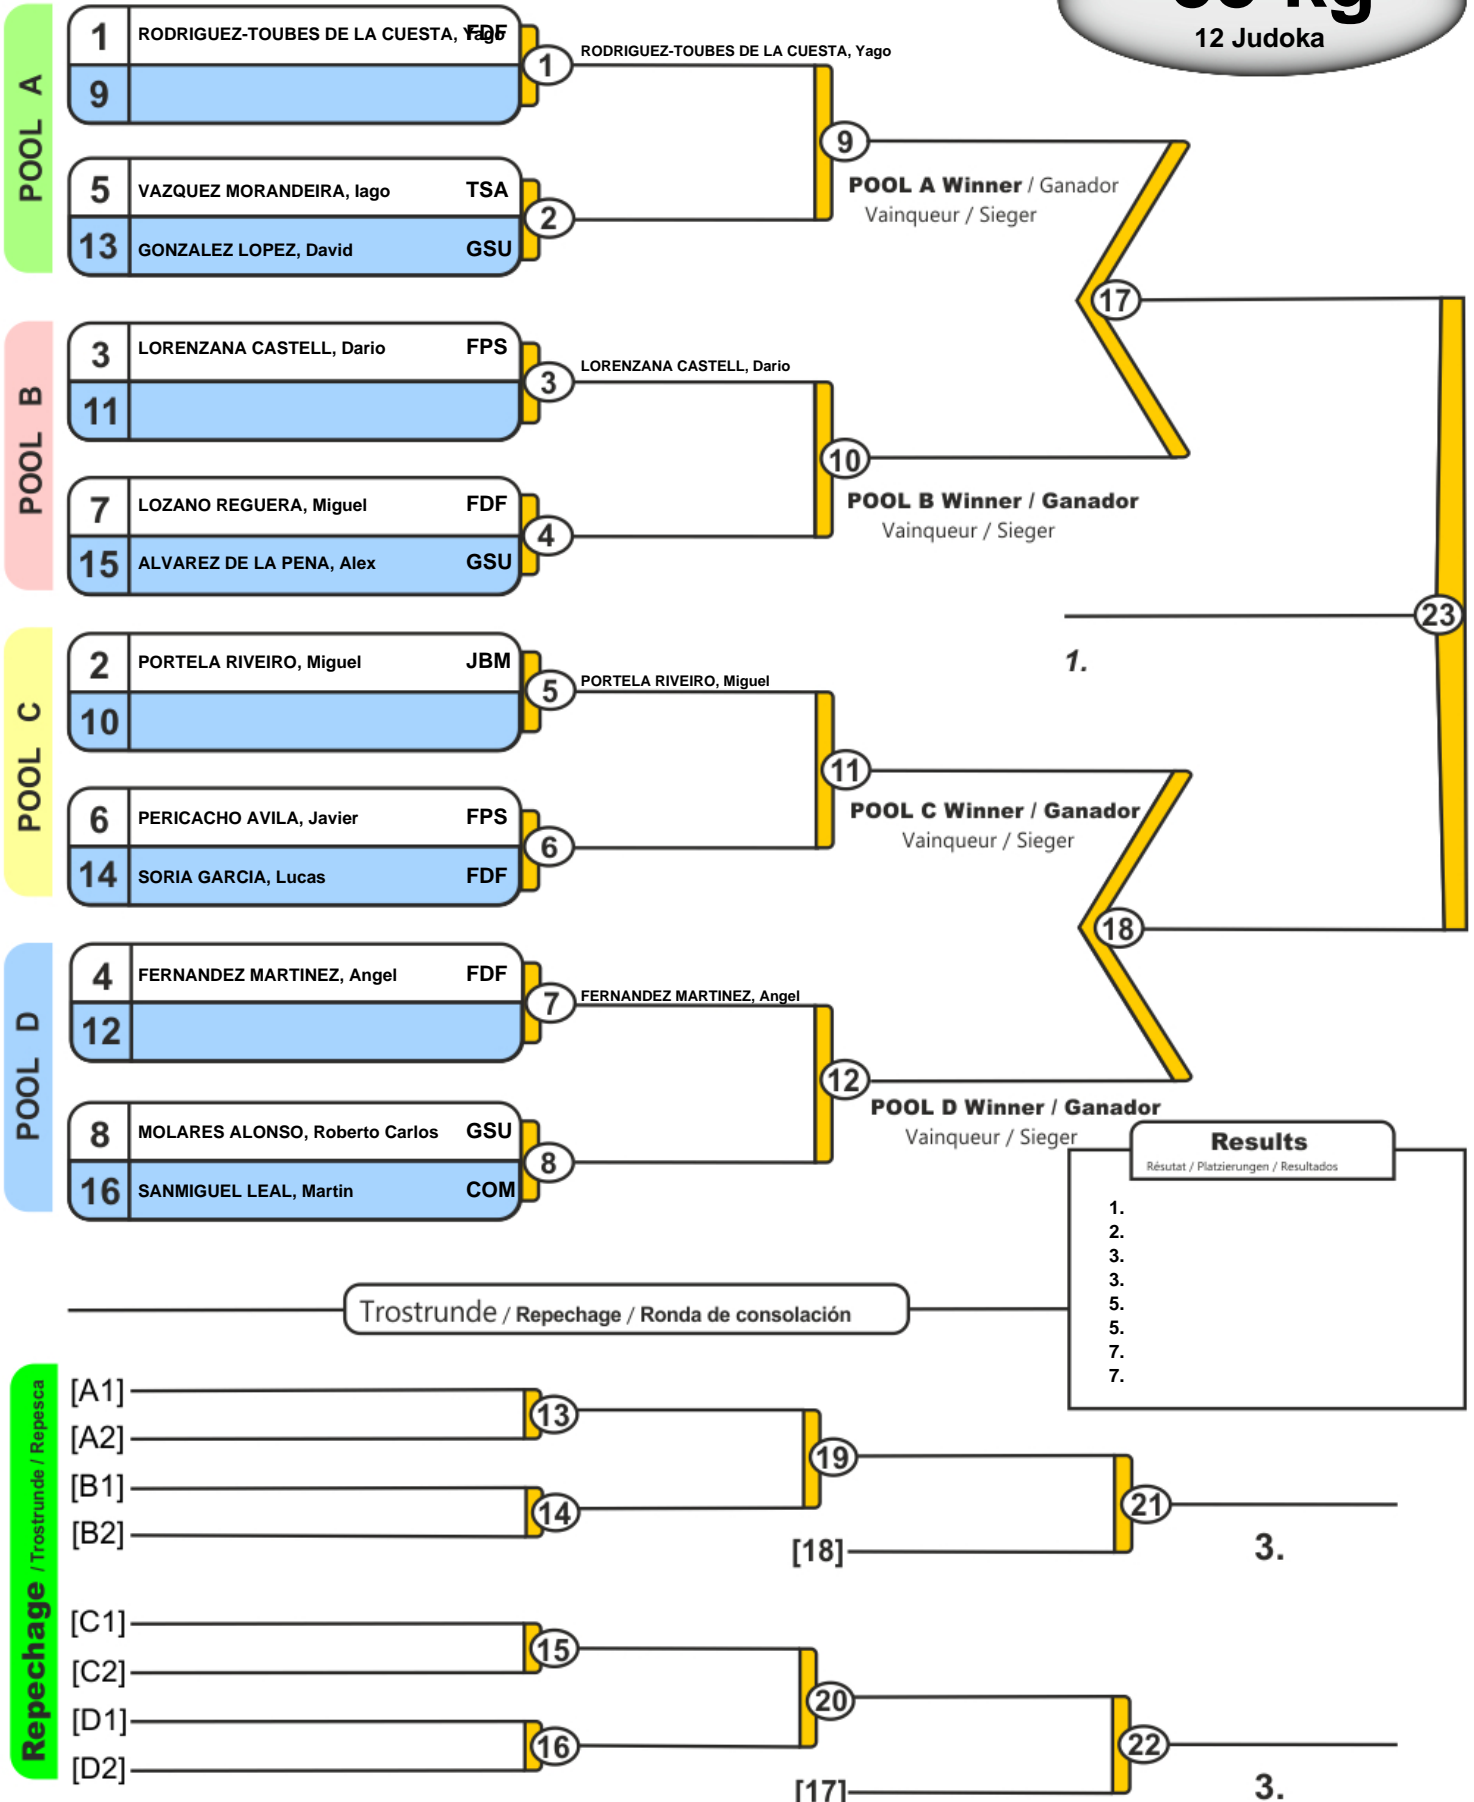 12 Judoka
POOL A
1 RODRIGUEZ-TOUBES DE LA CUESTA, Yago FDF
9
1
RODRIGUEZ-TOUBES DE LA CUESTA, Yago
5 VAZQUEZ MORANDEIRA, Iago TSA
13 GONZALEZ LOPEZ, David GSU
2
9
POOL A Winner / Ganador
Vainqueur / Sieger
17
POOL B
3 LORENZANA CASTELL, Dario FPS
11
3
LORENZANA CASTELL, Dario
7 LOZANO REGUERA, Miguel FDF
15 ALVAREZ DE LA PENA, Alex GSU
4
10
POOL B Winner / Ganador
Vainqueur / Sieger
23
1.
POOL C
2 PORTELA RIVEIRO, Miguel JBM
10
5
PORTELA RIVEIRO, Miguel
6 PERICACHO AVILA, Javier FPS
14 SORIA GARCIA, Lucas FDF
6
11
POOL C Winner / Ganador
Vainqueur / Sieger
18
POOL D
4 FERNANDEZ MARTINEZ, Angel FDF
12
7
FERNANDEZ MARTINEZ, Angel
8 MOLARES ALONSO, Roberto Carlos GSU
16 SANMIGUEL LEAL, Martin COM
8
12
POOL D Winner / Ganador
Vainqueur / Sieger
Results
Résutat / Platzierungen / Resultados
1.
2.
3.
3.
5.
5.
7.
7.
Trostrunde / Repechage / Ronda de consolación
Repechage / Trostrunde / Repesca
[A1]
[A2]
13
[B1]
[B2]
14
19
[18]
21
3.
[C1]
[C2]
15
[D1]
[D2]
16
20
[17]
22
3.